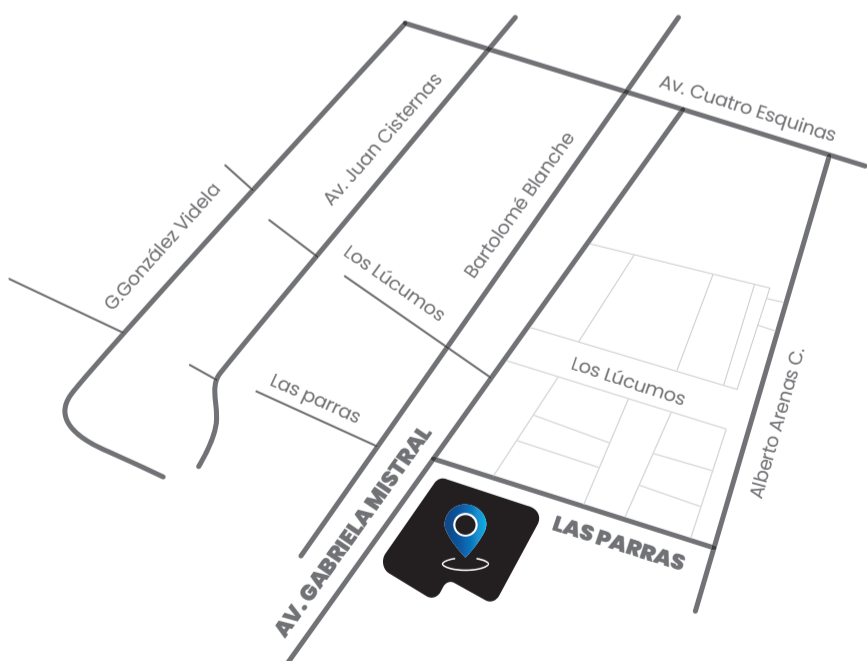 Av. Cuatro Esquinas
Av. Juan Cisternas
Bartolomé Blanche
G.González Videla
Los Lúcumos
Los Lúcumos
Las parras
Alberto Arenas C.
AV. GABRIELA MISTRAL
LAS PARRAS